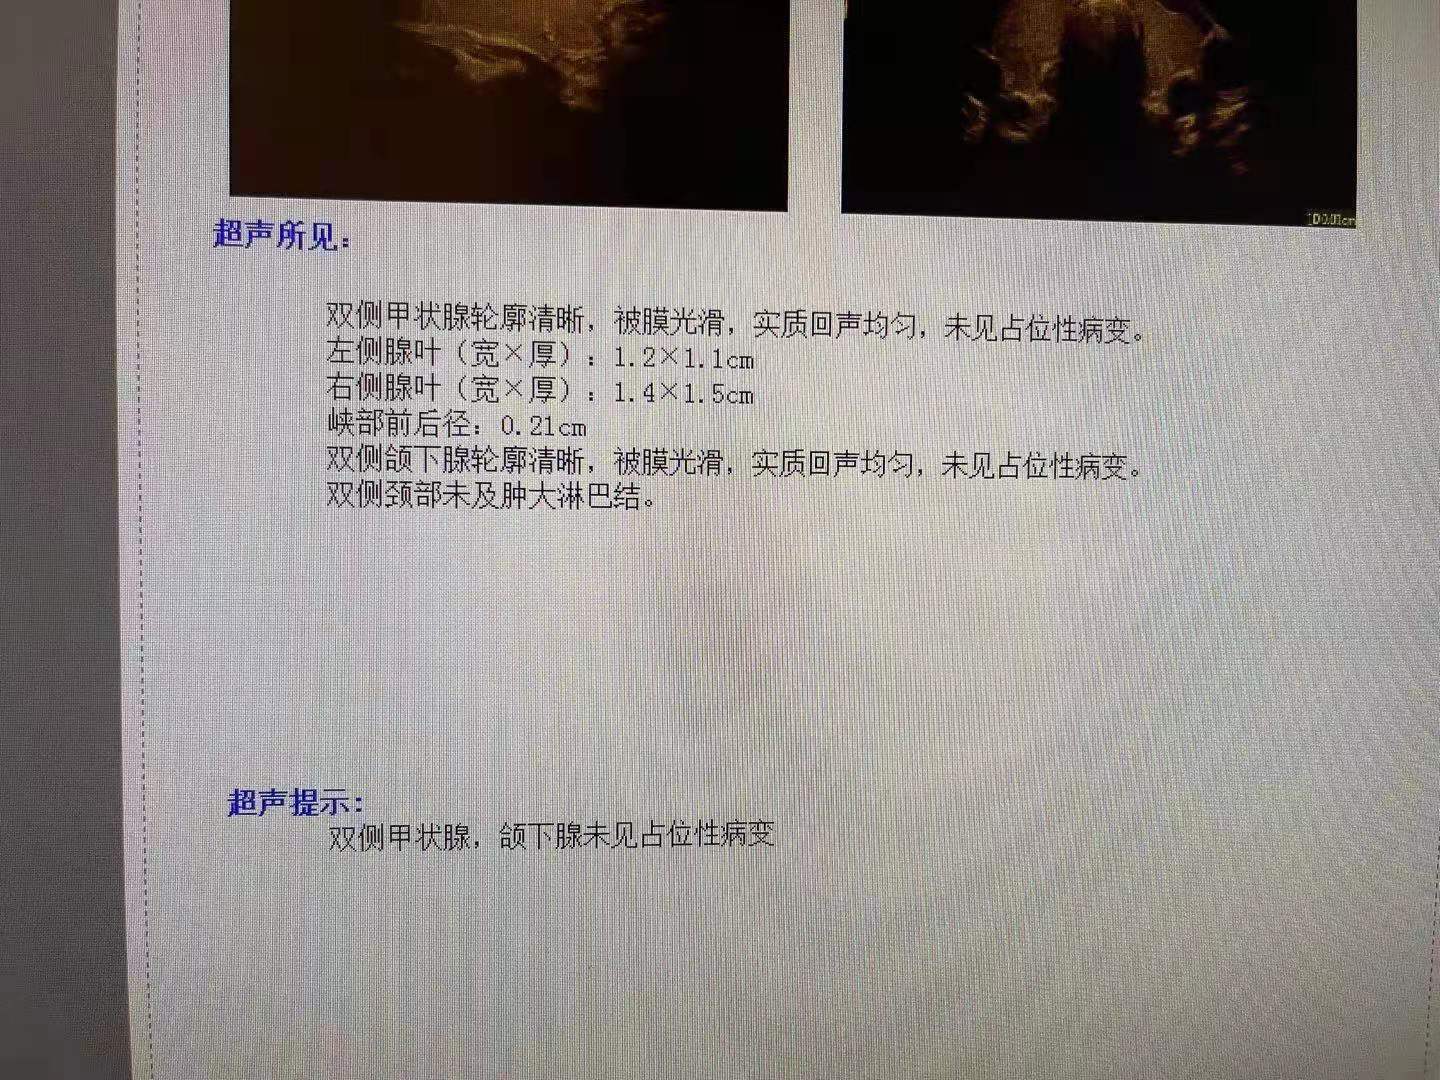 超声所见：
双侧甲状腺轮廓清晰，被膜光滑，实质回声均匀，未见占位性病变。
左侧腺叶（宽×厚）：1.2×1.1cm
右侧腺叶（宽×厚）：1.4×1.5cm
峡部前后径：0.21cm
双侧颌下腺轮廓清晰，被膜光滑，实质回声均匀，未见占位性病变。
双侧颈部未及肿大淋巴结。
超声提示：
双侧甲状腺，颌下腺未见占位性病变